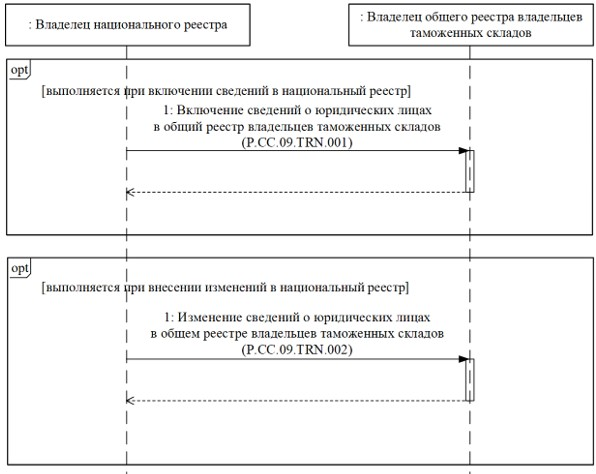 : Владелец национального реестра
: Владелец общего реестра владельцев
таможенных складов
opt
[выполняется при включении сведений в национальный реестр]
1: Включение сведений о юридических лицах
в общий реестр владельцев таможенных складов
(P.CC.09.TRN.001)
opt
[выполняется при внесении изменений в национальный реестр]
1: Изменение сведений о юридических лицах
в общем реестре владельцев таможенных складов
(P.CC.09.TRN.002)